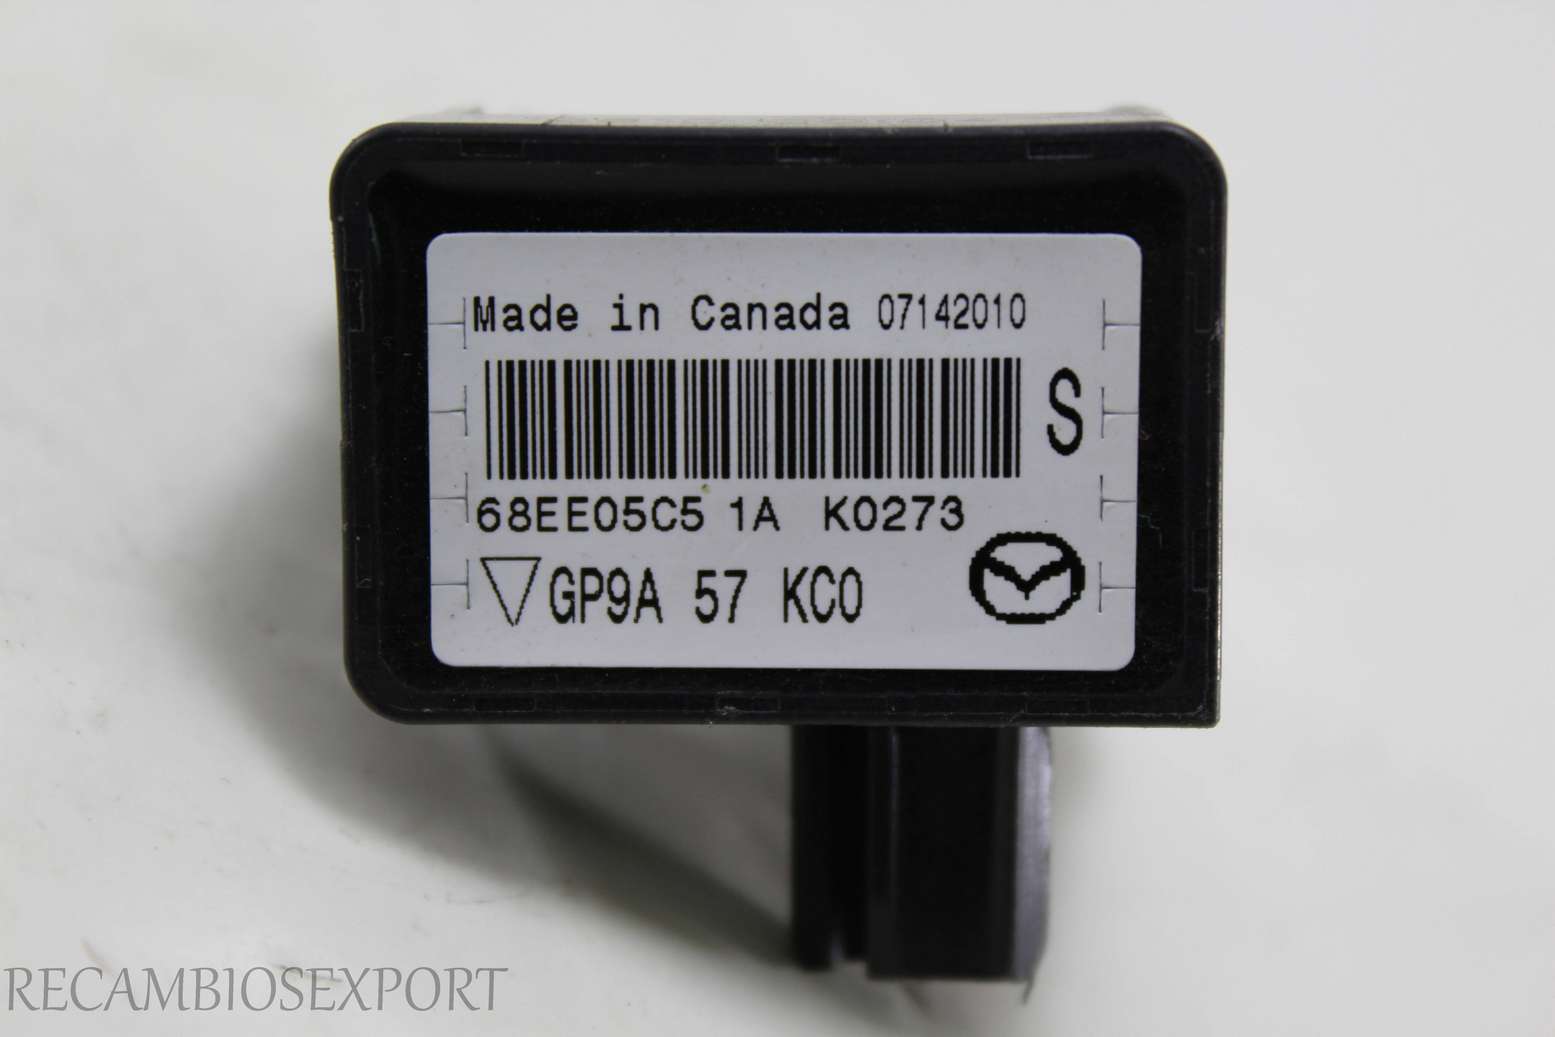 Made in Canada 07142010
S
68EE05C5 1A K0273
GP9A 57 KC0
RECAMBIOSEXPORT